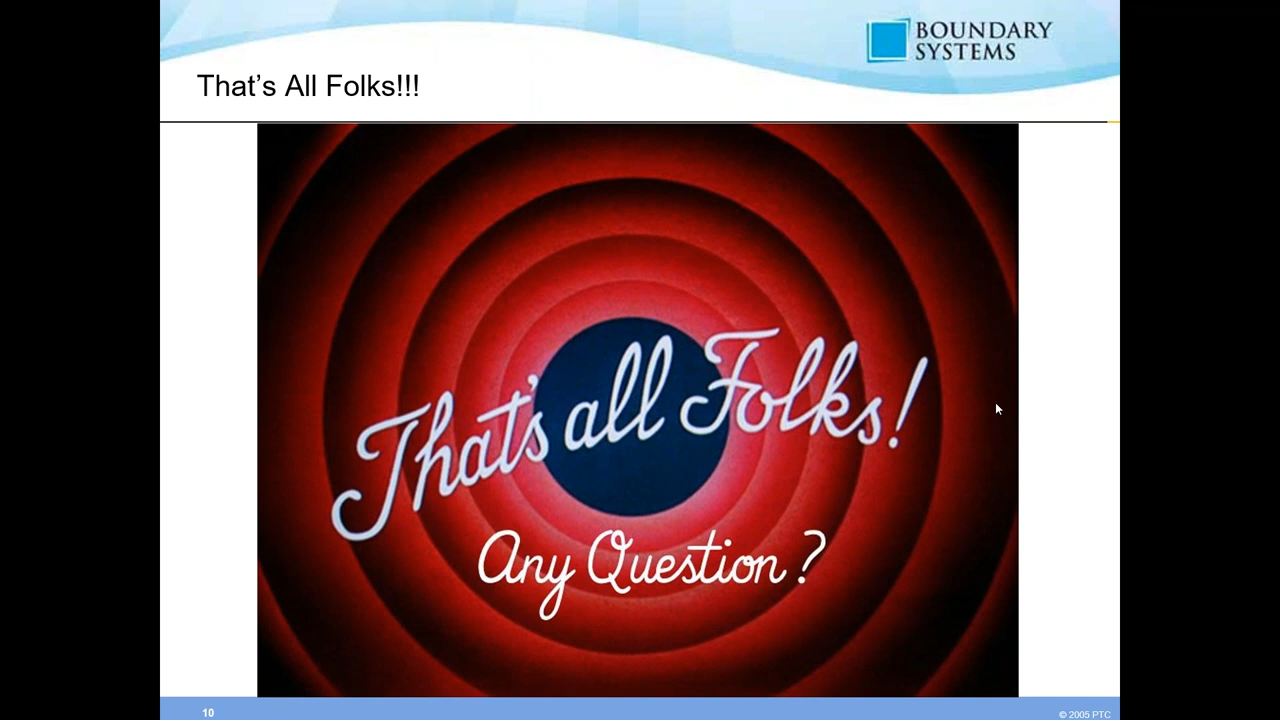 BOUNDARY
SYSTEMS
That’s All Folks!!!
That's all Folks!
Any Question ?
10
© 2005 PTC